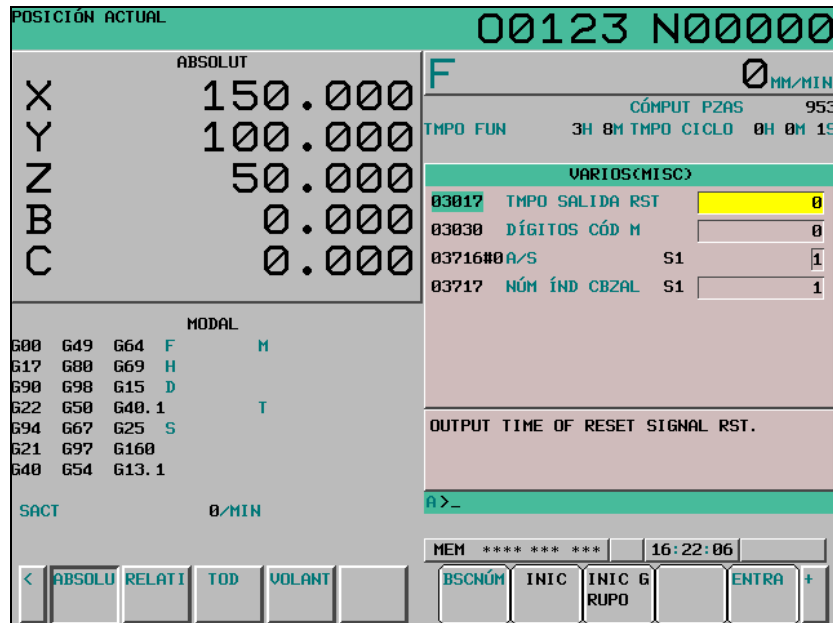 POSICIÓN ACTUAL
O0123 N00000
ABSOLUT
X 150.000
Y 100.000
Z 50.000
B 0.000
C 0.000
F 0 MM/MIN
CÓMPUT PZAS 953
TMPO FUN 3H 8M TMPO CICLO 0H 0M 1S
VARIOS(MISC)
03017 TMPO SALIDA RST 0
03030 DÍGITOS CÓD M 0
03716#0 A/S S1 1
03717 NÚM ÍND CBZAL S1 1
OUTPUT TIME OF RESET SIGNAL RST.
MODAL
G00 G49 G64 F M
G17 G80 G69 H
G90 G98 G15 D
G22 G50 G40.1 T
G94 G67 G25 S
G21 G97 G160
G40 G54 G13.1
SACT 0/MIN
A>_
MEM **** *** *** 16:22:06
< ABSOLU RELATI TOD VOLANT
BSCNÚM INIC INIC G
RUPO ENTRA +